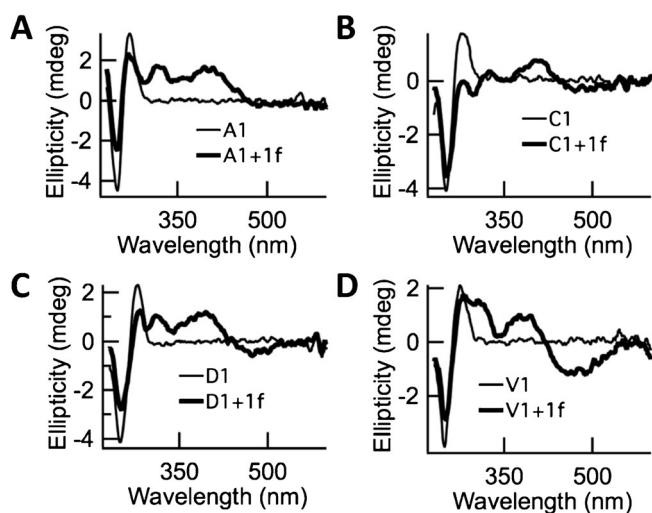 A
Ellipticity (mdeg)
2
0
-2
-4
A1
A1+1f
350
500
Wavelength (nm)
B
Ellipticity (mdeg)
2
0
-2
-4
C1
C1+1f
350
500
Wavelength (nm)
C
Ellipticity (mdeg)
2
0
-2
-4
D1
D1+1f
350
500
Wavelength (nm)
D
Ellipticity (mdeg)
2
0
-2
V1
V1+1f
350
500
Wavelength (nm)